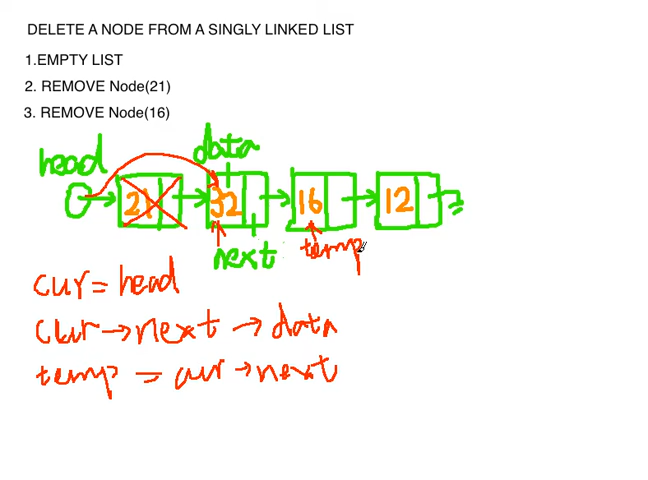 DELETE A NODE FROM A SINGLY LINKED LIST
1.EMPTY LIST
2. REMOVE Node(21)
3. REMOVE Node(16)
head data
21 32 16 12
next temp
cur = head
cur → next → data
temp = cur → next